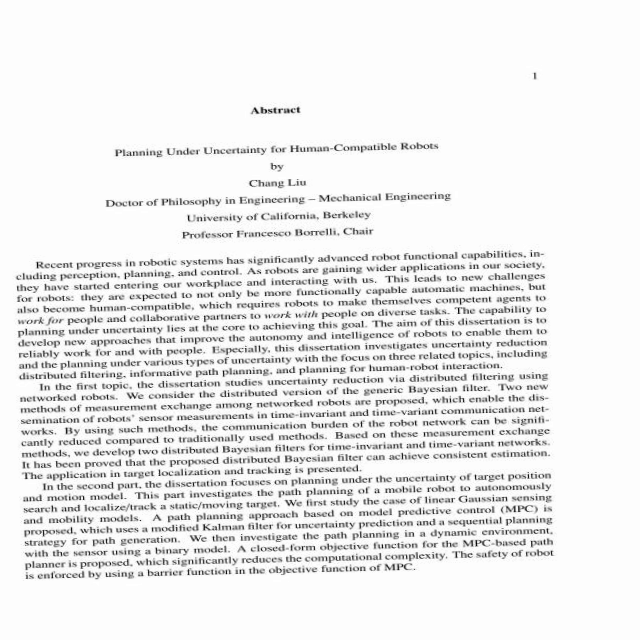 1
Abstract
Planning Under Uncertainty for Human-Compatible Robots
by
Chang Liu
Doctor of Philosophy in Engineering – Mechanical Engineering
University of California, Berkeley
Professor Francesco Borrelli, Chair
Recent progress in robotic systems has significantly advanced robot functional capabilities, in-
cluding perception, planning, and control. As robots are gaining wider applications in our society,
they have started entering our workplace and interacting with us. This leads to new challenges
for robots: they are expected to not only be more functionally capable automatic machines, but
also become human-compatible, which requires robots to make themselves competent agents to
work for people and collaborative partners to work with people on diverse tasks. The capability to
planning under uncertainty lies at the core to achieving this goal. The aim of this dissertation is to
develop new approaches that improve the autonomy and intelligence of robots to enable them to
reliably work for and with people. Especially, this dissertation investigates uncertainty reduction
and the planning under various types of uncertainty with the focus on three related topics, including
distributed filtering, informative path planning, and planning for human-robot interaction.
In the first topic, the dissertation studies uncertainty reduction via distributed filtering using
networked robots. We consider the distributed version of the generic Bayesian filter. Two new
methods of measurement exchange among networked robots are proposed, which enable the dis-
semination of robots' sensor measurements in time-invariant and time-variant communication net-
works. By using such methods, the communication burden of the robot network can be signifi-
cantly reduced compared to traditionally used methods. Based on these measurement exchange
methods, we develop two distributed Bayesian filters for time-invariant and time-variant networks.
It has been proved that the proposed distributed Bayesian filter can achieve consistent estimation.
The application in target localization and tracking is presented.
In the second part, the dissertation focuses on planning under the uncertainty of target position
and motion model. This part investigates the path planning of a mobile robot to autonomously
search and localize/track a static/moving target. We first study the case of linear Gaussian sensing
and mobility models. A path planning approach based on model predictive control (MPC) is
proposed, which uses a modified Kalman filter for uncertainty prediction and a sequential planning
strategy for path generation. We then investigate the path planning in a dynamic environment,
with the sensor using a binary model. A closed-form objective function for the MPC-based path
planner is proposed, which significantly reduces the computational complexity. The safety of robot
is enforced by using a barrier function in the objective function of MPC.